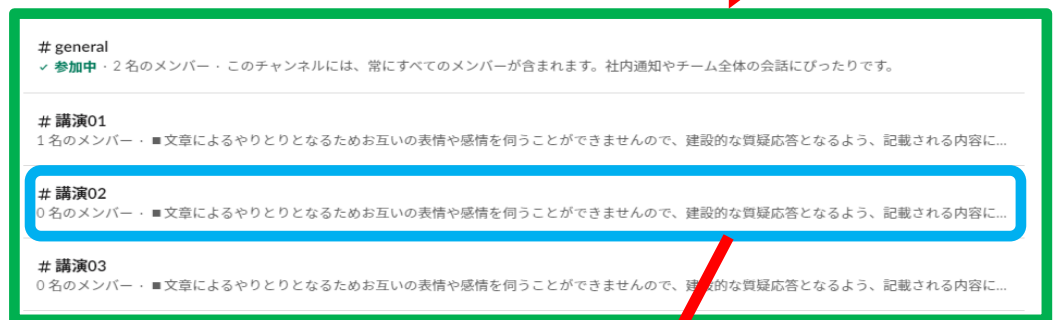 # general
✓ 参加中 · 2 名のメンバー · このチャンネルには、常にすべてのメンバーが含まれます。社内通知やチーム全体の会話にぴったりです。
# 講演01
1 名のメンバー · ■文章によるやりとりとなるためお互いの表情や感情を伺うことができませんので、建設的な質疑応答となるよう、記載される内容に...
# 講演02
0 名のメンバー · ■文章によるやりとりとなるためお互いの表情や感情を伺うことができませんので、建設的な質疑応答となるよう、記載される内容に...
# 講演03
0 名のメンバー · ■文章によるやりとりとなるためお互いの表情や感情を伺うことができませんので、建設的な質疑応答となるよう、記載される内容に...